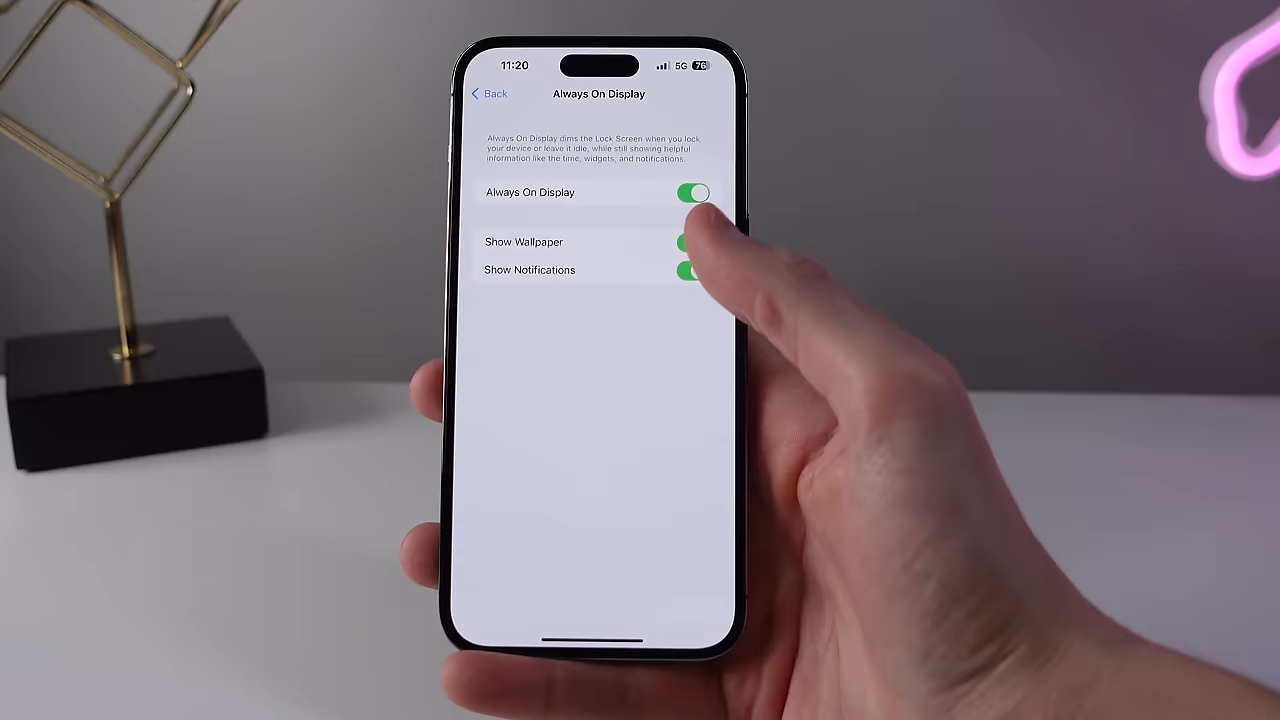 11:20 5G 76
Back Always On Display
Always On Display dims the Lock Screen when you lock
your device or leave it idle, while still showing helpful
information like the time, widgets, and notifications.
Always On Display
Show Wallpaper
Show Notifications